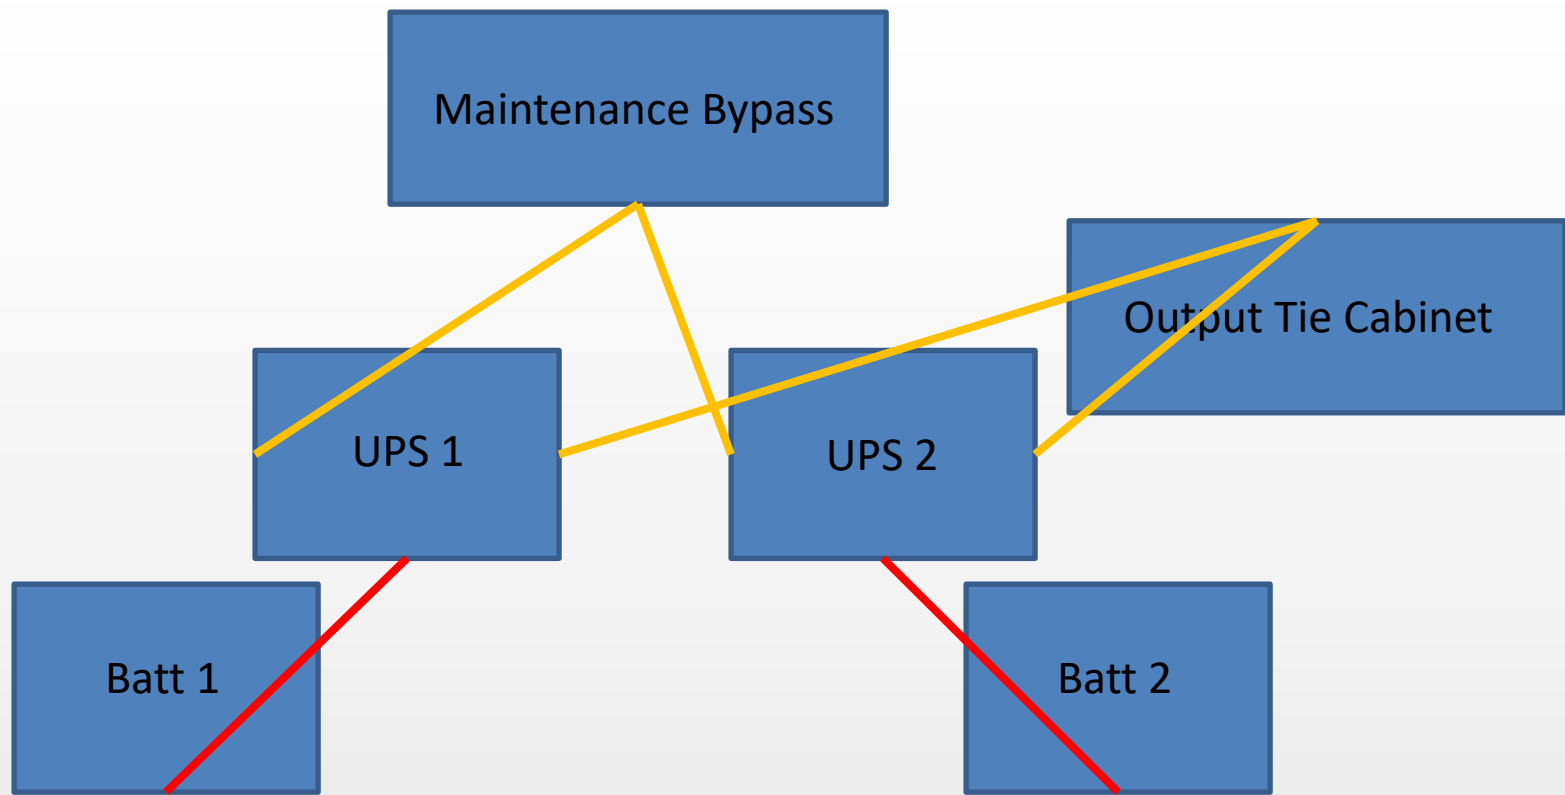 Maintenance Bypass
Output Tie Cabinet
UPS 1
UPS 2
Batt 1
Batt 2